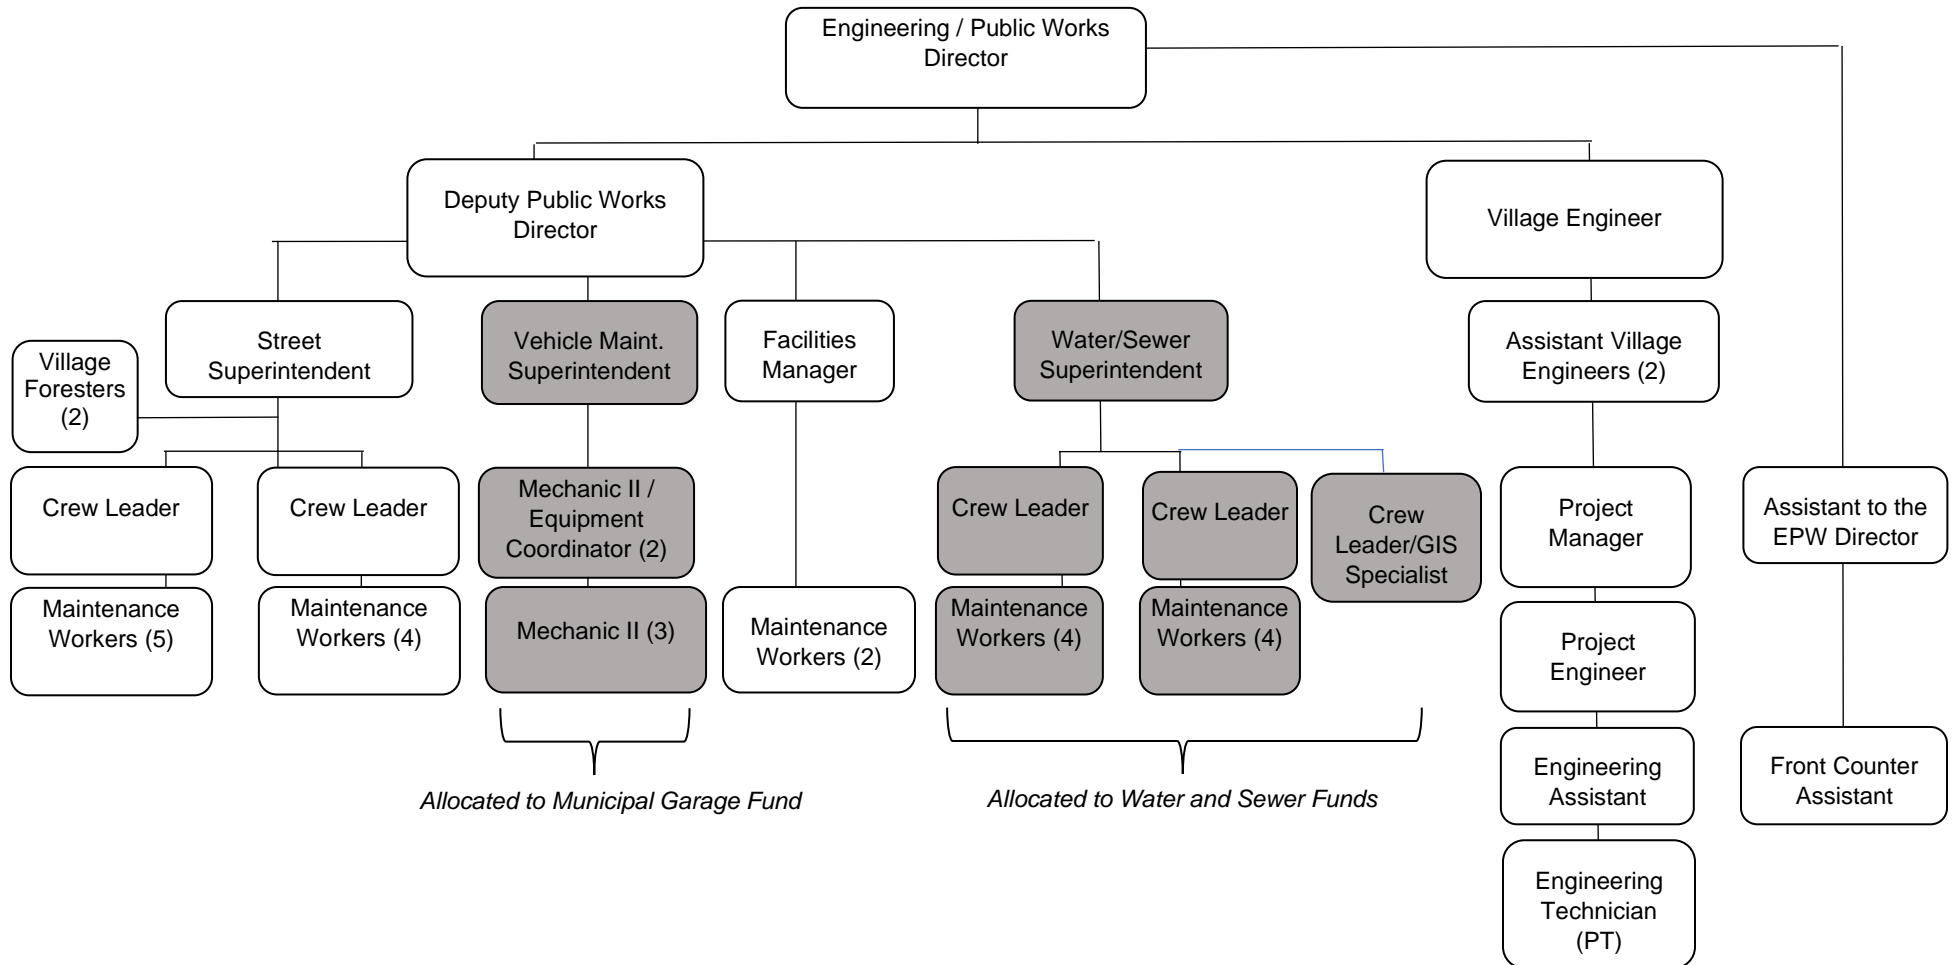 Engineering / Public Works
Director
Deputy Public Works
Director
Village Engineer
Street
Superintendent
Vehicle Maint.
Superintendent
Facilities
Manager
Water/Sewer
Superintendent
Assistant Village
Engineers (2)
Village
Foresters
(2)
Crew Leader
Crew Leader
Mechanic II /
Equipment
Coordinator (2)
Crew Leader
Crew Leader
Crew
Leader/GIS
Specialist
Project
Manager
Assistant to the
EPW Director
Maintenance
Workers (5)
Maintenance
Workers (4)
Mechanic II (3)
Maintenance
Workers (2)
Maintenance
Workers (4)
Maintenance
Workers (4)
Project
Engineer
Allocated to Municipal Garage Fund
Allocated to Water and Sewer Funds
Engineering
Assistant
Front Counter
Assistant
Engineering
Technician
(PT)